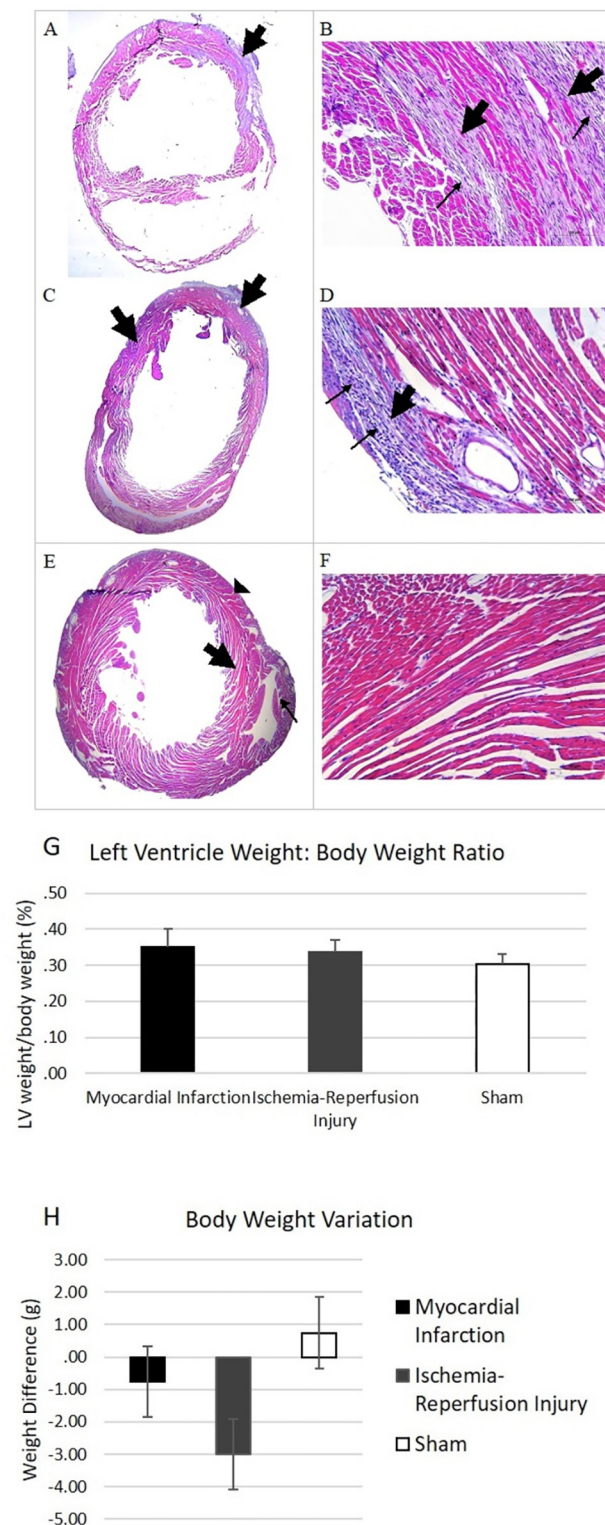 A
B
C
D
E
F
G Left Ventricle Weight: Body Weight Ratio
LV weight/body weight (%)
.50
.40
.30
.20
.10
.00
Myocardial Infarction
Ischemia-Reperfusion
Injury
Sham
H Body Weight Variation
Weight Difference (g)
3.00
2.00
1.00
.00
-1.00
-2.00
-3.00
-4.00
-5.00
Myocardial
Infarction
Ischemia-
Reperfusion Injury
Sham